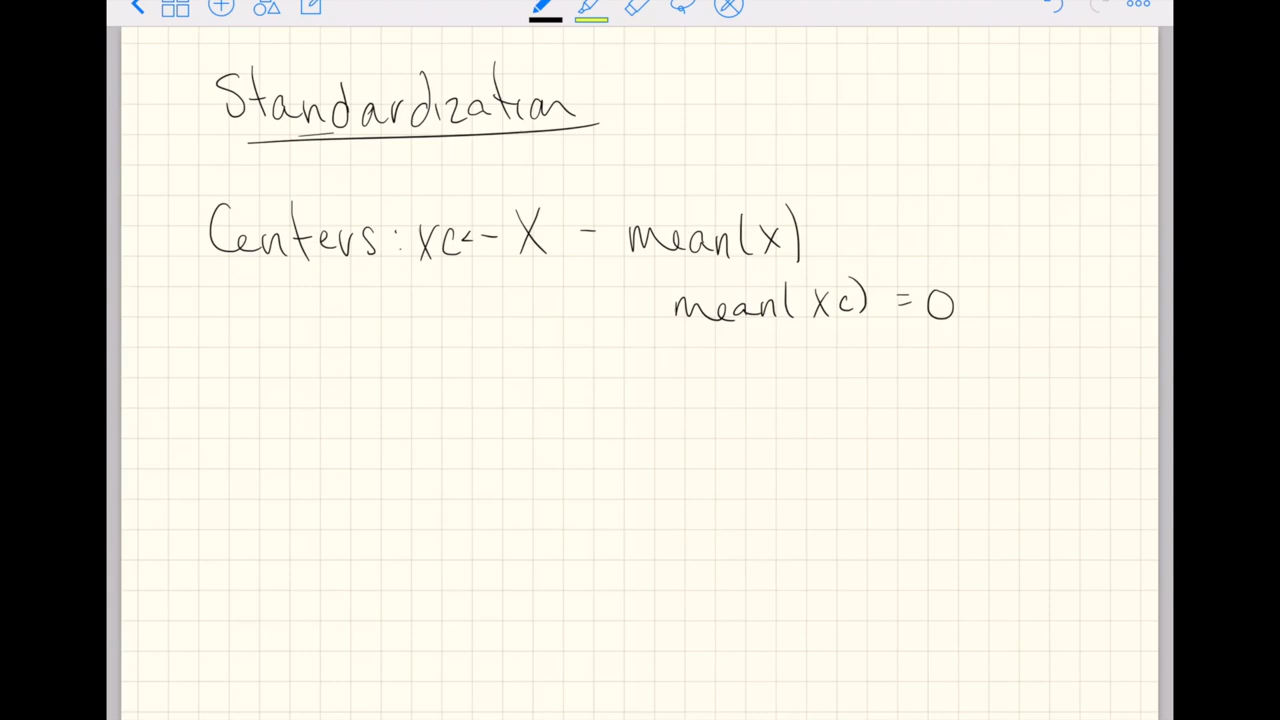 Standardization
Centers: xc <- X - mean(x)
mean(xc) = 0